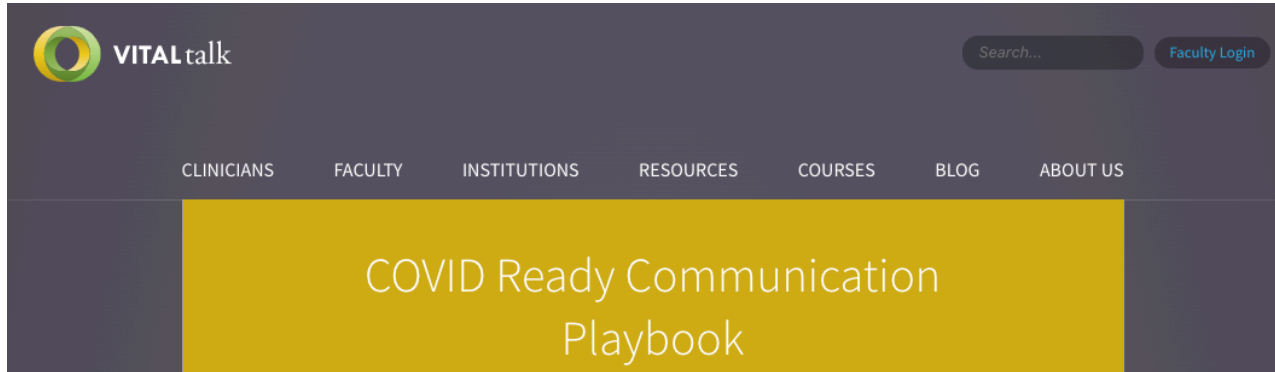 VITALtalk
Search...
Faculty Login
CLINICIANS FACULTY INSTITUTIONS RESOURCES COURSES BLOG ABOUT US
COVID Ready Communication
Playbook